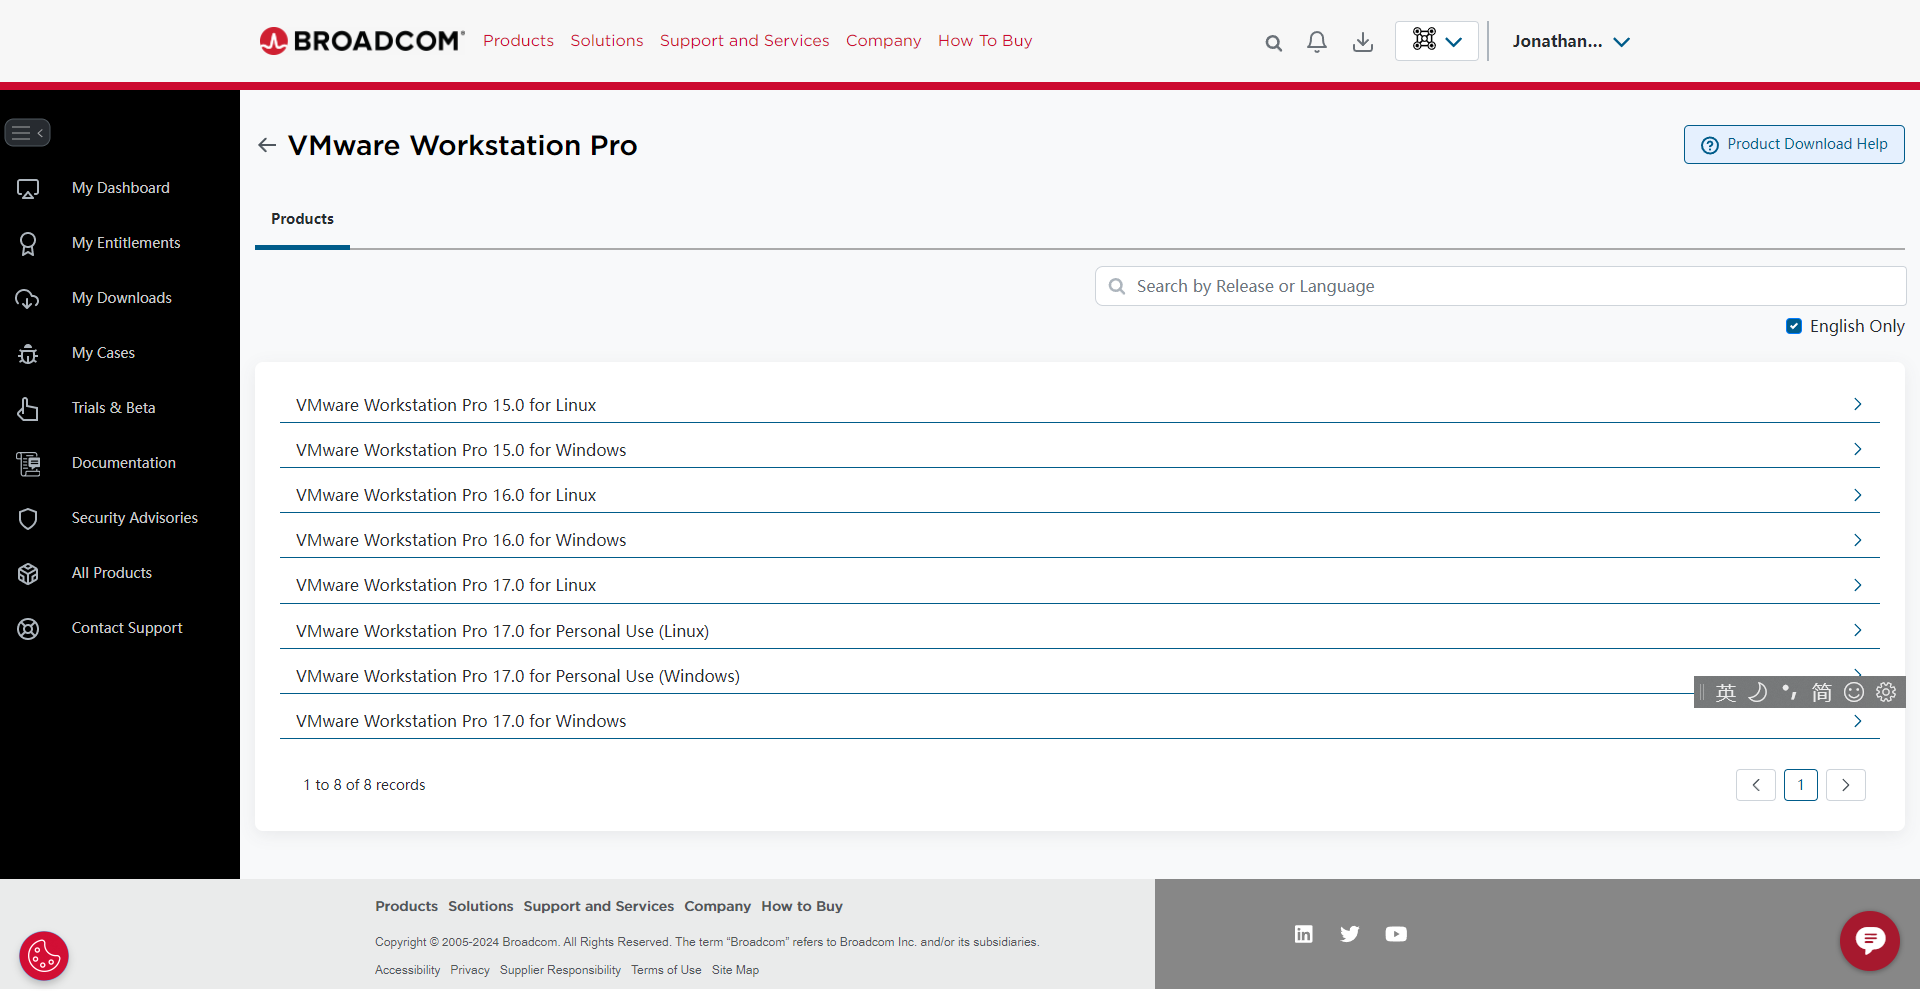 BROADCOM Products Solutions Support and Services Company How To Buy Jonathan...
VMware Workstation Pro
Product Download Help
My Dashboard
My Entitlements
My Downloads
My Cases
Trials & Beta
Documentation
Security Advisories
All Products
Contact Support
Products
Search by Release or Language
English Only
VMware Workstation Pro 15.0 for Linux
VMware Workstation Pro 15.0 for Windows
VMware Workstation Pro 16.0 for Linux
VMware Workstation Pro 16.0 for Windows
VMware Workstation Pro 17.0 for Linux
VMware Workstation Pro 17.0 for Personal Use (Linux)
VMware Workstation Pro 17.0 for Personal Use (Windows)
英 简
VMware Workstation Pro 17.0 for Windows
1 to 8 of 8 records
1
Products Solutions Support and Services Company How to Buy
Copyright © 2005-2024 Broadcom. All Rights Reserved. The term “Broadcom” refers to Broadcom Inc. and/or its subsidiaries.
Accessibility Privacy Supplier Responsibility Terms of Use Site Map